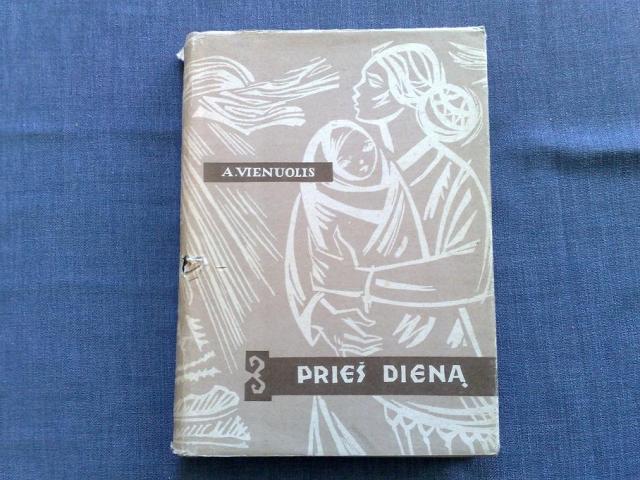 A. VIENUOLIS
PRIEŠ DIENĄ